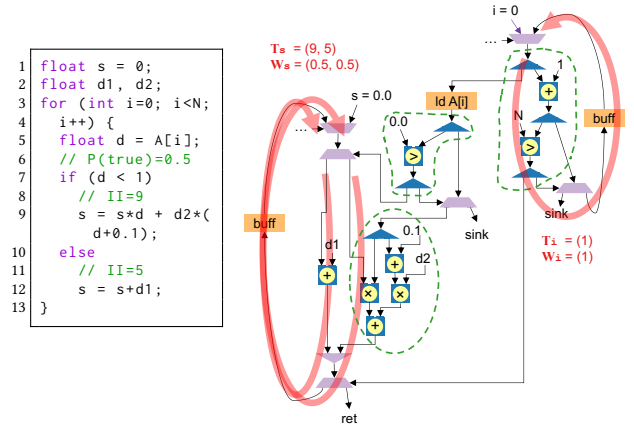 1 float s = 0;
2 float d1, d2;
3 for (int i=0; i<N;
4 i++) {
5 float d = A[i];
6 // P(true)=0.5
7 if (d < 1)
8 // II=9
9 s = s*d + d2*(
d+0.1);
10 else
11 // II=5
12 s = s+d1;
13 }
Ts = (9, 5)
Ws = (0.5, 0.5)
s = 0.0
...
buff
d1
+
ret
i = 0
...
ld A[i]
0.0
>
sink
0.1
+
d2
×
×
+
1
+
N
>
buff
sink
Ti = (1)
Wi = (1)